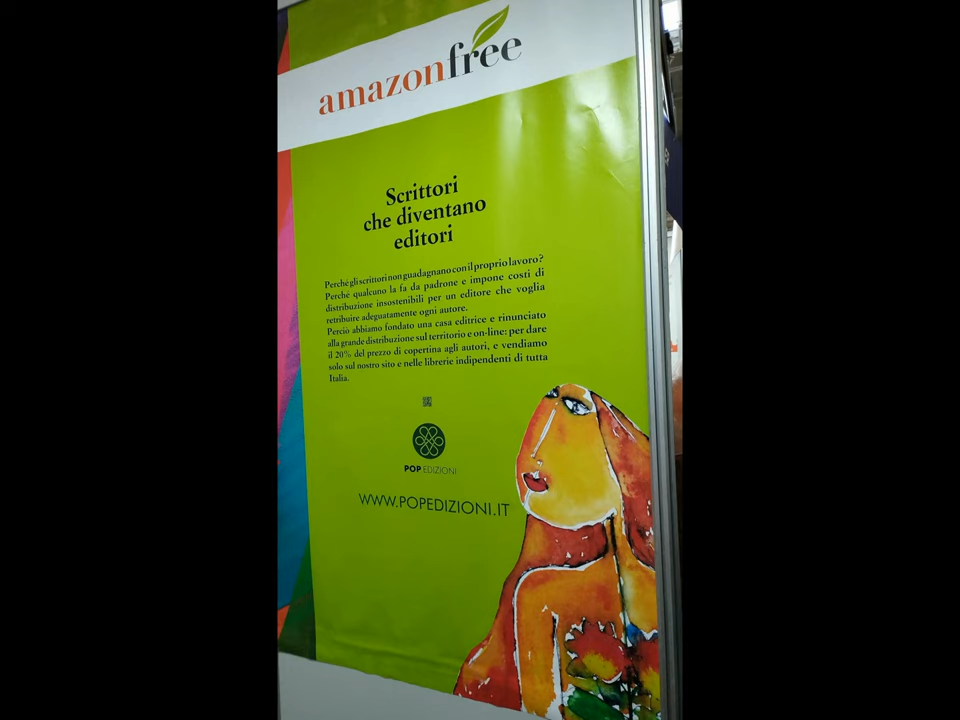 amazonfree
Scrittori
che diventano
editori
Perché gli scrittori non guadagnano con il proprio lavoro?
Perché qualcuno la fa da padrone e impone costi di
distribuzione insostenibili per un editore che voglia
retribuire adeguatamente ogni autore.
Perciò abbiamo fondato una casa editrice e rinunciato
alla grande distribuzione sul territorio e on-line: per dare
il 20% del prezzo di copertina agli autori, e vendiamo
solo sul nostro sito e nelle librerie indipendenti di tutta
Italia.
POP EDIZIONI
WWW.POPEDIZIONI.IT